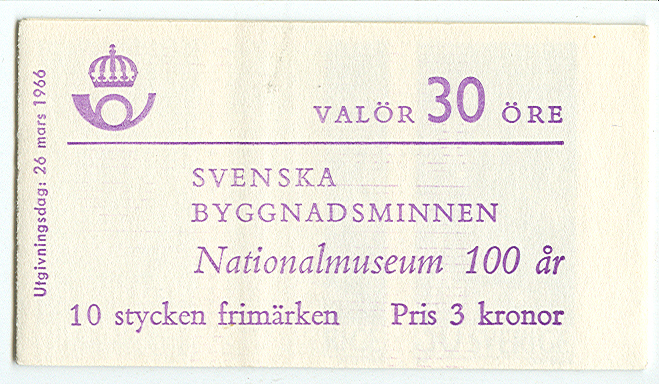 Utgivningsdag: 26 mars 1966
VALÖR 30 ÖRE
SVENSKA
BYGGNADSMINNEN
Nationalmuseum 100 år
10 stycken frimärken Pris 3 kronor